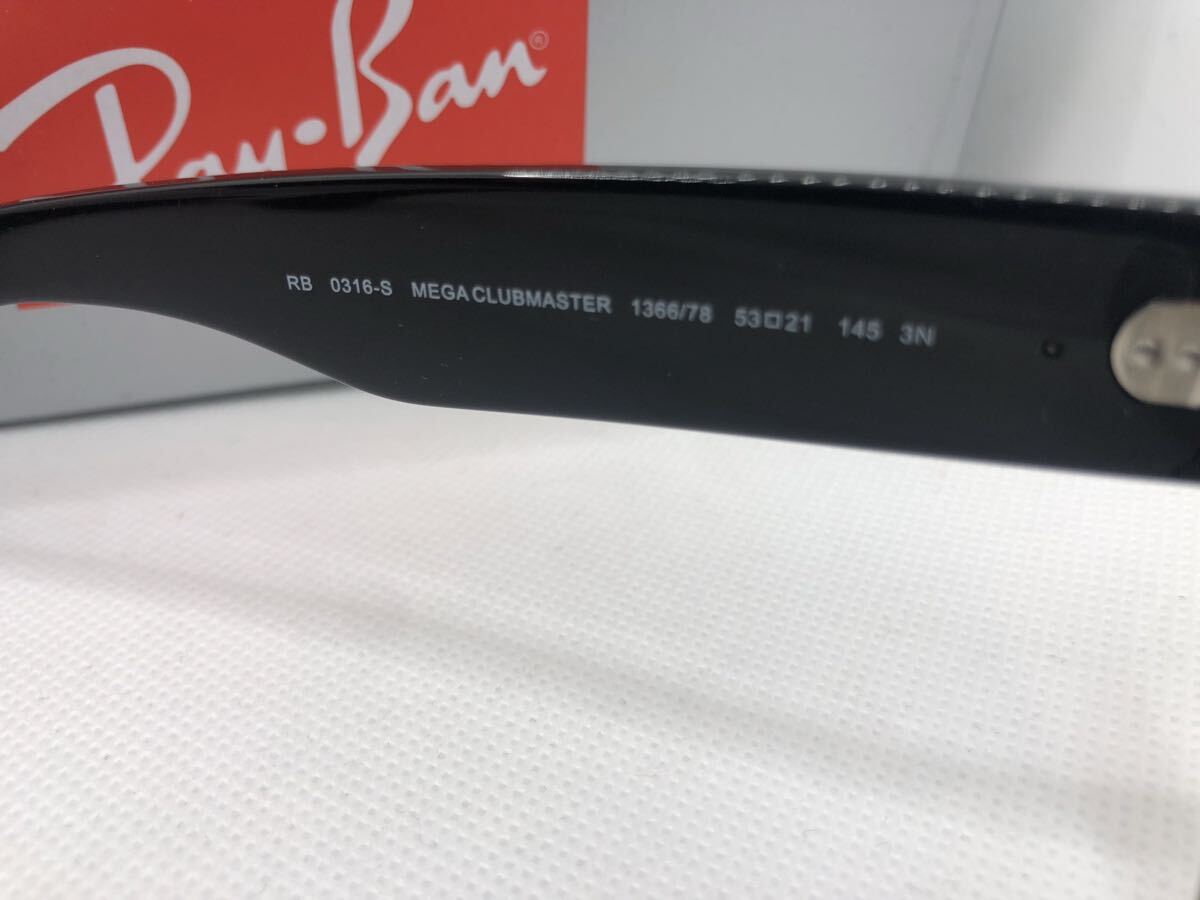 Ray-Ban®
RB 0316-S MEGA CLUBMASTER 1366/78 53□21 145 3N